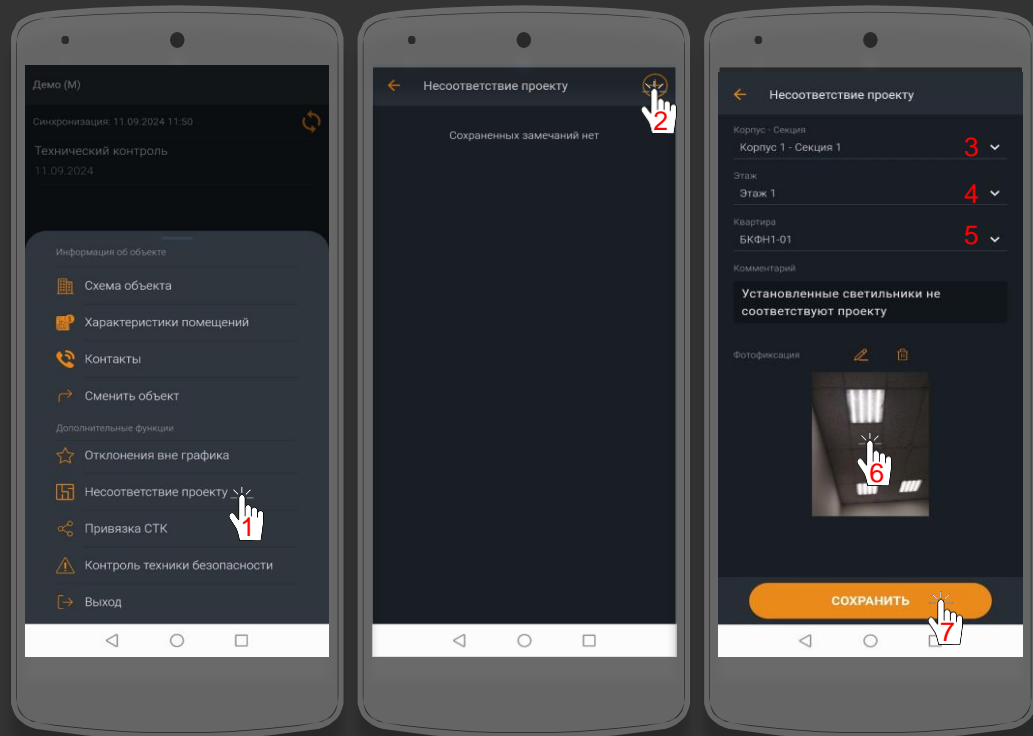 Демо (М)
Синхронизация: 11.09.2024 11:50
Технический контроль
11.09.2024
Информация об объекте
Схема объекта
Характеристики помещений
Контакты
Сменить объект
Дополнительные функции
Отклонения вне графика
Несоответствие проекту
1
Привязка СТК
Контроль техники безопасности
Выход
Несоответствие проекту
2
Сохраненных замечаний нет
Несоответствие проекту
Корпус - Секция
Корпус 1 - Секция 1
3
Этаж
Этаж 1
4
Квартира
БКФН1-01
5
Комментарий
Установленные светильники не
соответствуют проекту
Фотофиксация
6
СОХРАНИТЬ
7